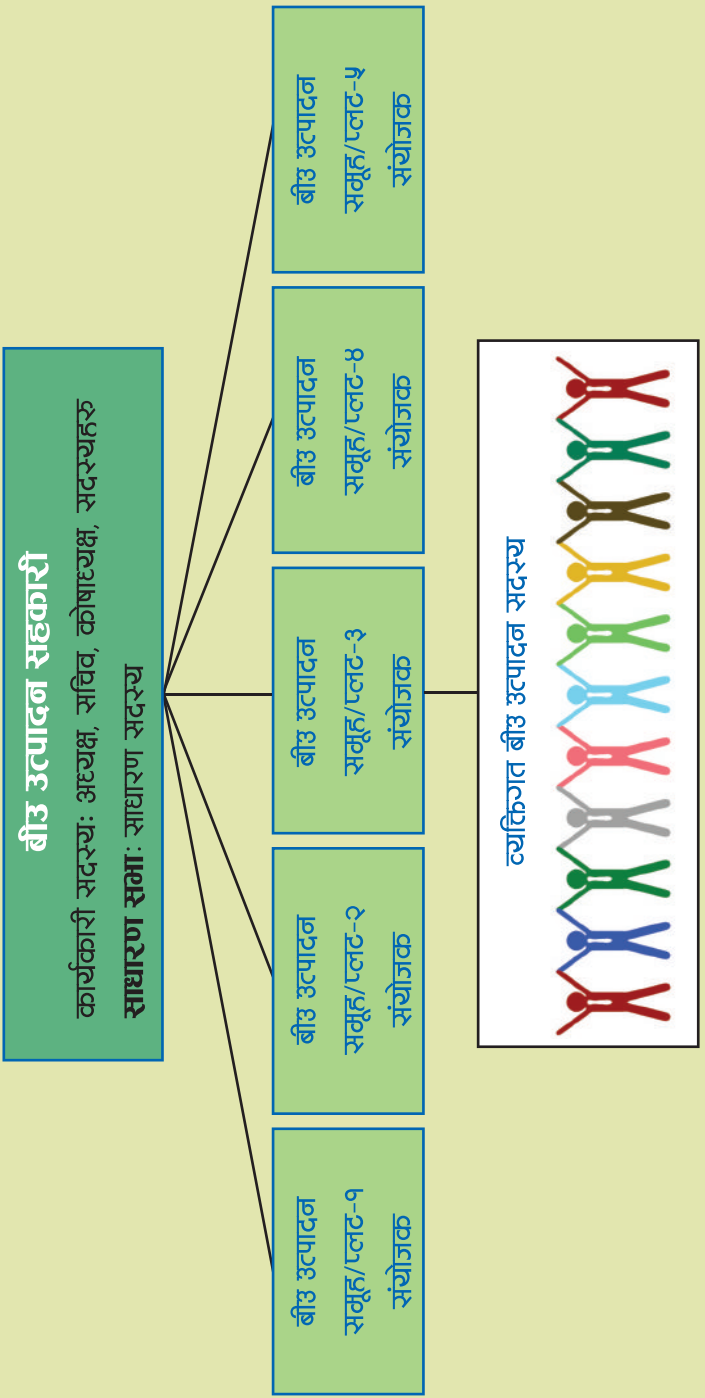 बीउ उत्पादन सहकारी
कार्यकारी सदस्य: अध्यक्ष, सचिव, कोषाध्यक्ष, सदस्यहरु
साधारण सभा: साधारण सदस्य
बीउ उत्पादन
समूह/प्लट-१
संयोजक
बीउ उत्पादन
समूह/प्लट-२
संयोजक
बीउ उत्पादन
समूह/प्लट-३
संयोजक
बीउ उत्पादन
समूह/प्लट-४
संयोजक
बीउ उत्पादन
समूह/प्लट-५
संयोजक
व्यक्तिगत बीउ उत्पादन सदस्य